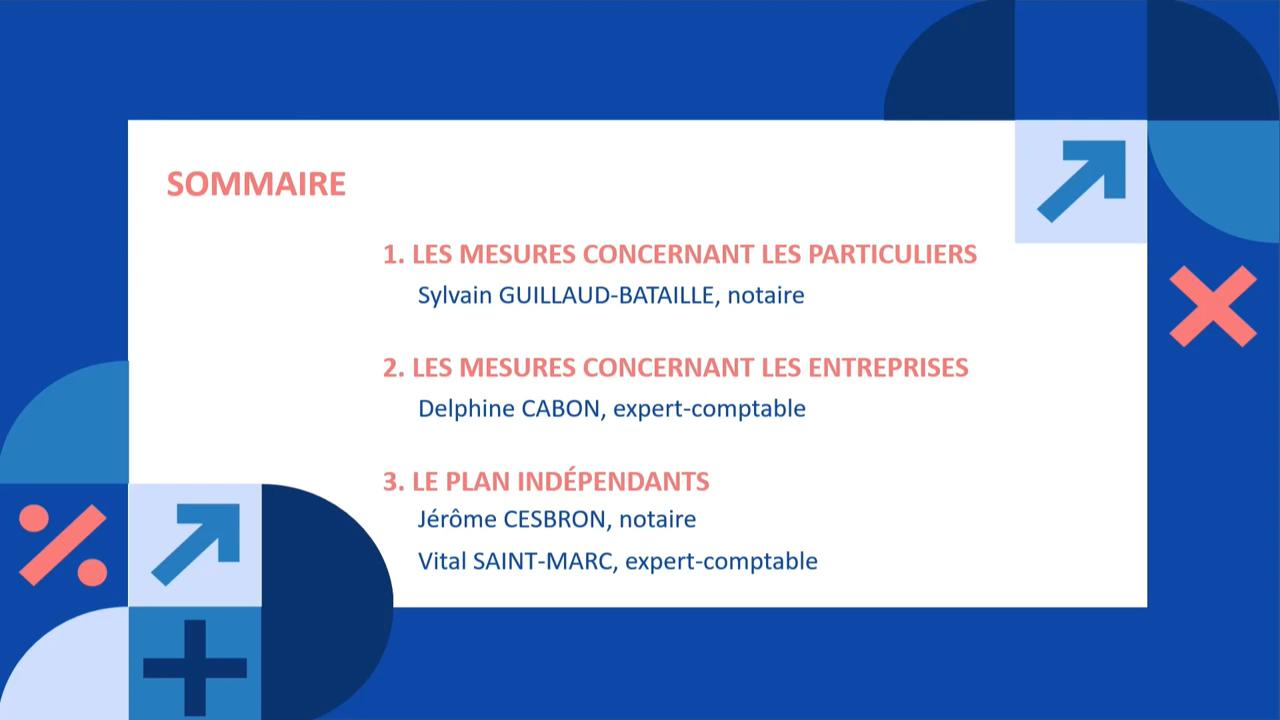 SOMMAIRE
1. LES MESURES CONCERNANT LES PARTICULIERS
Sylvain GUILLAUD-BATAILLE, notaire
2. LES MESURES CONCERNANT LES ENTREPRISES
Delphine CABON, expert-comptable
3. LE PLAN INDÉPENDANTS
Jérôme CESBRON, notaire
Vital SAINT-MARC, expert-comptable